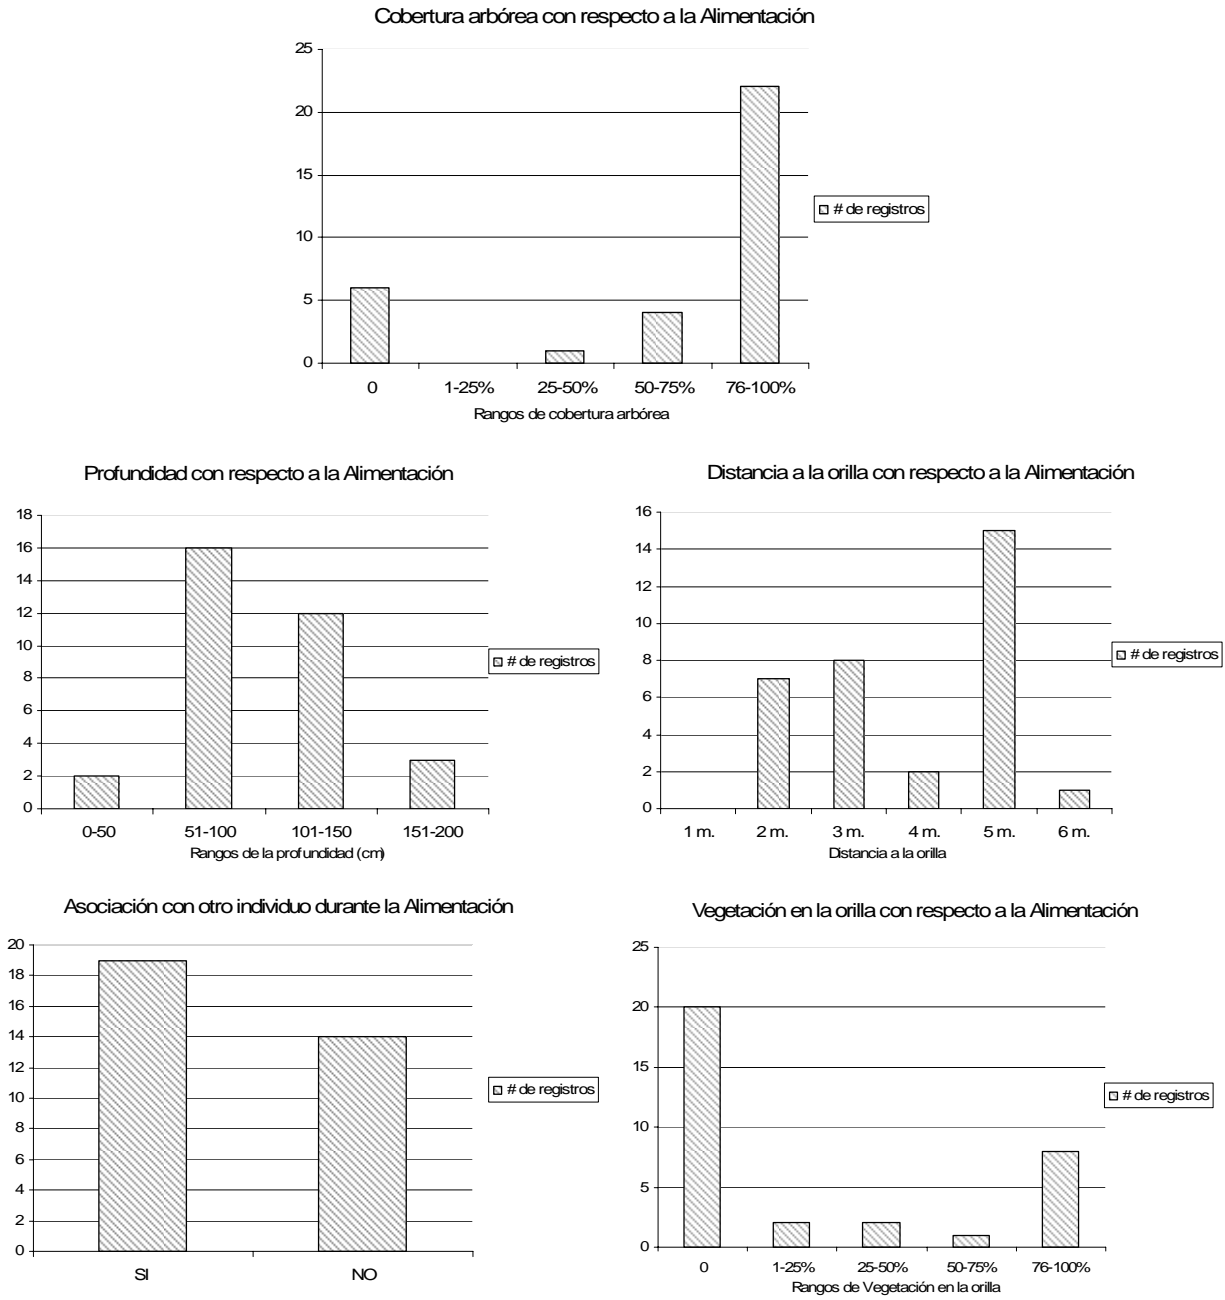 Cobertura arbórea con respecto a la Alimentación
25
20
15
10
5
0
0 1-25% 25-50% 50-75% 76-100%
Rangos de cobertura arbórea
# de registros
Profundidad con respecto a la Alimentación
18
16
14
12
10
8
6
4
2
0
0-50 51-100 101-150 151-200
Rangos de la profundidad (cm)
# de registros
Distancia a la orilla con respecto a la Alimentación
16
14
12
10
8
6
4
2
0
1 m. 2 m. 3 m. 4 m. 5 m. 6 m.
Distancia a la orilla
# de registros
Asociación con otro individuo durante la Alimentación
20
18
16
14
12
10
8
6
4
2
0
SI NO
# de registros
Vegetación en la orilla con respecto a la Alimentación
25
20
15
10
5
0
0 1-25% 25-50% 50-75% 76-100%
Rangos de Vegetación en la orilla
# de registros